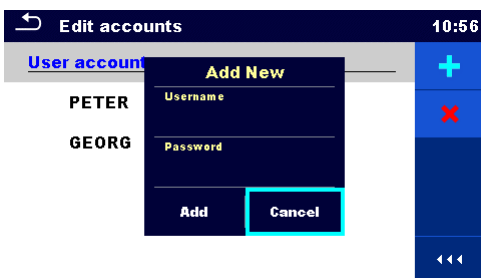 Edit accounts
10:56
User account
Add New
Username
PETER
GEORG
Password
Add
Cancel